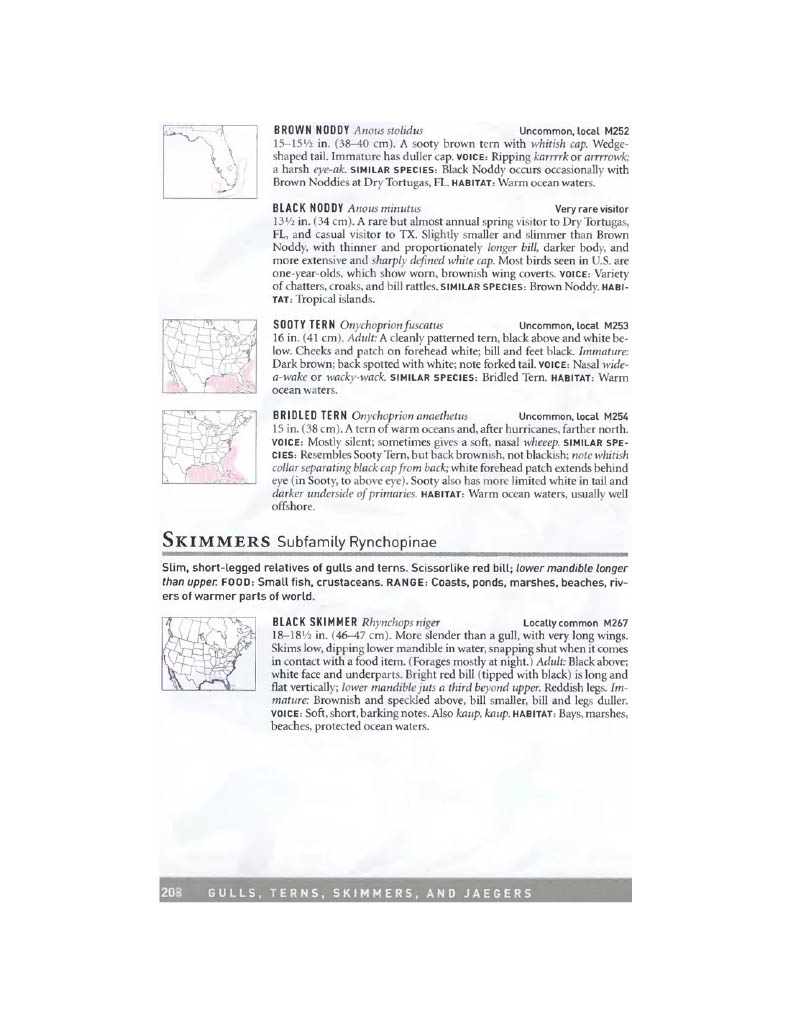 BROWN NODDY Anous stolidus Uncommon, local M252
15–15½ in. (38–40 cm). A sooty brown tern with whitish cap. Wedge-
shaped tail. Immature has duller cap. VOICE: Ripping karrrrk or arrrrowk;
a harsh eye-ak. SIMILAR SPECIES: Black Noddy occurs occasionally with
Brown Noddies at Dry Tortugas, FL. HABITAT: Warm ocean waters.
BLACK NODDY Anous minutus Very rare visitor
13½ in. (34 cm). A rare but almost annual spring visitor to Dry Tortugas,
FL, and casual visitor to TX. Slightly smaller and slimmer than Brown
Noddy, with thinner and proportionately longer bill, darker body, and
more extensive and sharply defined white cap. Most birds seen in U.S. are
one-year-olds, which show worn, brownish wing coverts. VOICE: Variety
of chatters, croaks, and bill rattles. SIMILAR SPECIES: Brown Noddy. HABI-
TAT: Tropical islands.
SOOTY TERN Onychoprion fuscatus Uncommon, local M253
16 in. (41 cm). Adult: A cleanly patterned tern, black above and white be-
low. Cheeks and patch on forehead white; bill and feet black. Immature:
Dark brown; back spotted with white; note forked tail. VOICE: Nasal wide-
a-wake or wacky-wack. SIMILAR SPECIES: Bridled Tern. HABITAT: Warm
ocean waters.
BRIDLED TERN Onychoprion anaethetus Uncommon, local M254
15 in. (38 cm). A tern of warm oceans and, after hurricanes, farther north.
VOICE: Mostly silent; sometimes gives a soft, nasal wheeep. SIMILAR SPE-
CIES: Resembles Sooty Tern, but back brownish, not blackish; note whitish
collar separating black cap from back; white forehead patch extends behind
eye (in Sooty, to above eye). Sooty also has more limited white in tail and
darker underside of primaries. HABITAT: Warm ocean waters, usually well
offshore.
SKIMMERS Subfamily Rynchopinae
Slim, short-legged relatives of gulls and terns. Scissorlike red bill; lower mandible longer
than upper. FOOD: Small fish, crustaceans. RANGE: Coasts, ponds, marshes, beaches, riv-
ers of warmer parts of world.
BLACK SKIMMER Rhynchops niger Locally common M267
18–18½ in. (46–47 cm). More slender than a gull, with very long wings.
Skims low, dipping lower mandible in water, snapping shut when it comes
in contact with a food item. (Forages mostly at night.) Adult: Black above;
white face and underparts. Bright red bill (tipped with black) is long and
flat vertically; lower mandible juts a third beyond upper. Reddish legs. Im-
mature: Brownish and speckled above, bill smaller, bill and legs duller.
VOICE: Soft, short, barking notes. Also kaup, kaup. HABITAT: Bays, marshes,
beaches, protected ocean waters.
208 GULLS, TERNS, SKIMMERS, AND JAEGERS